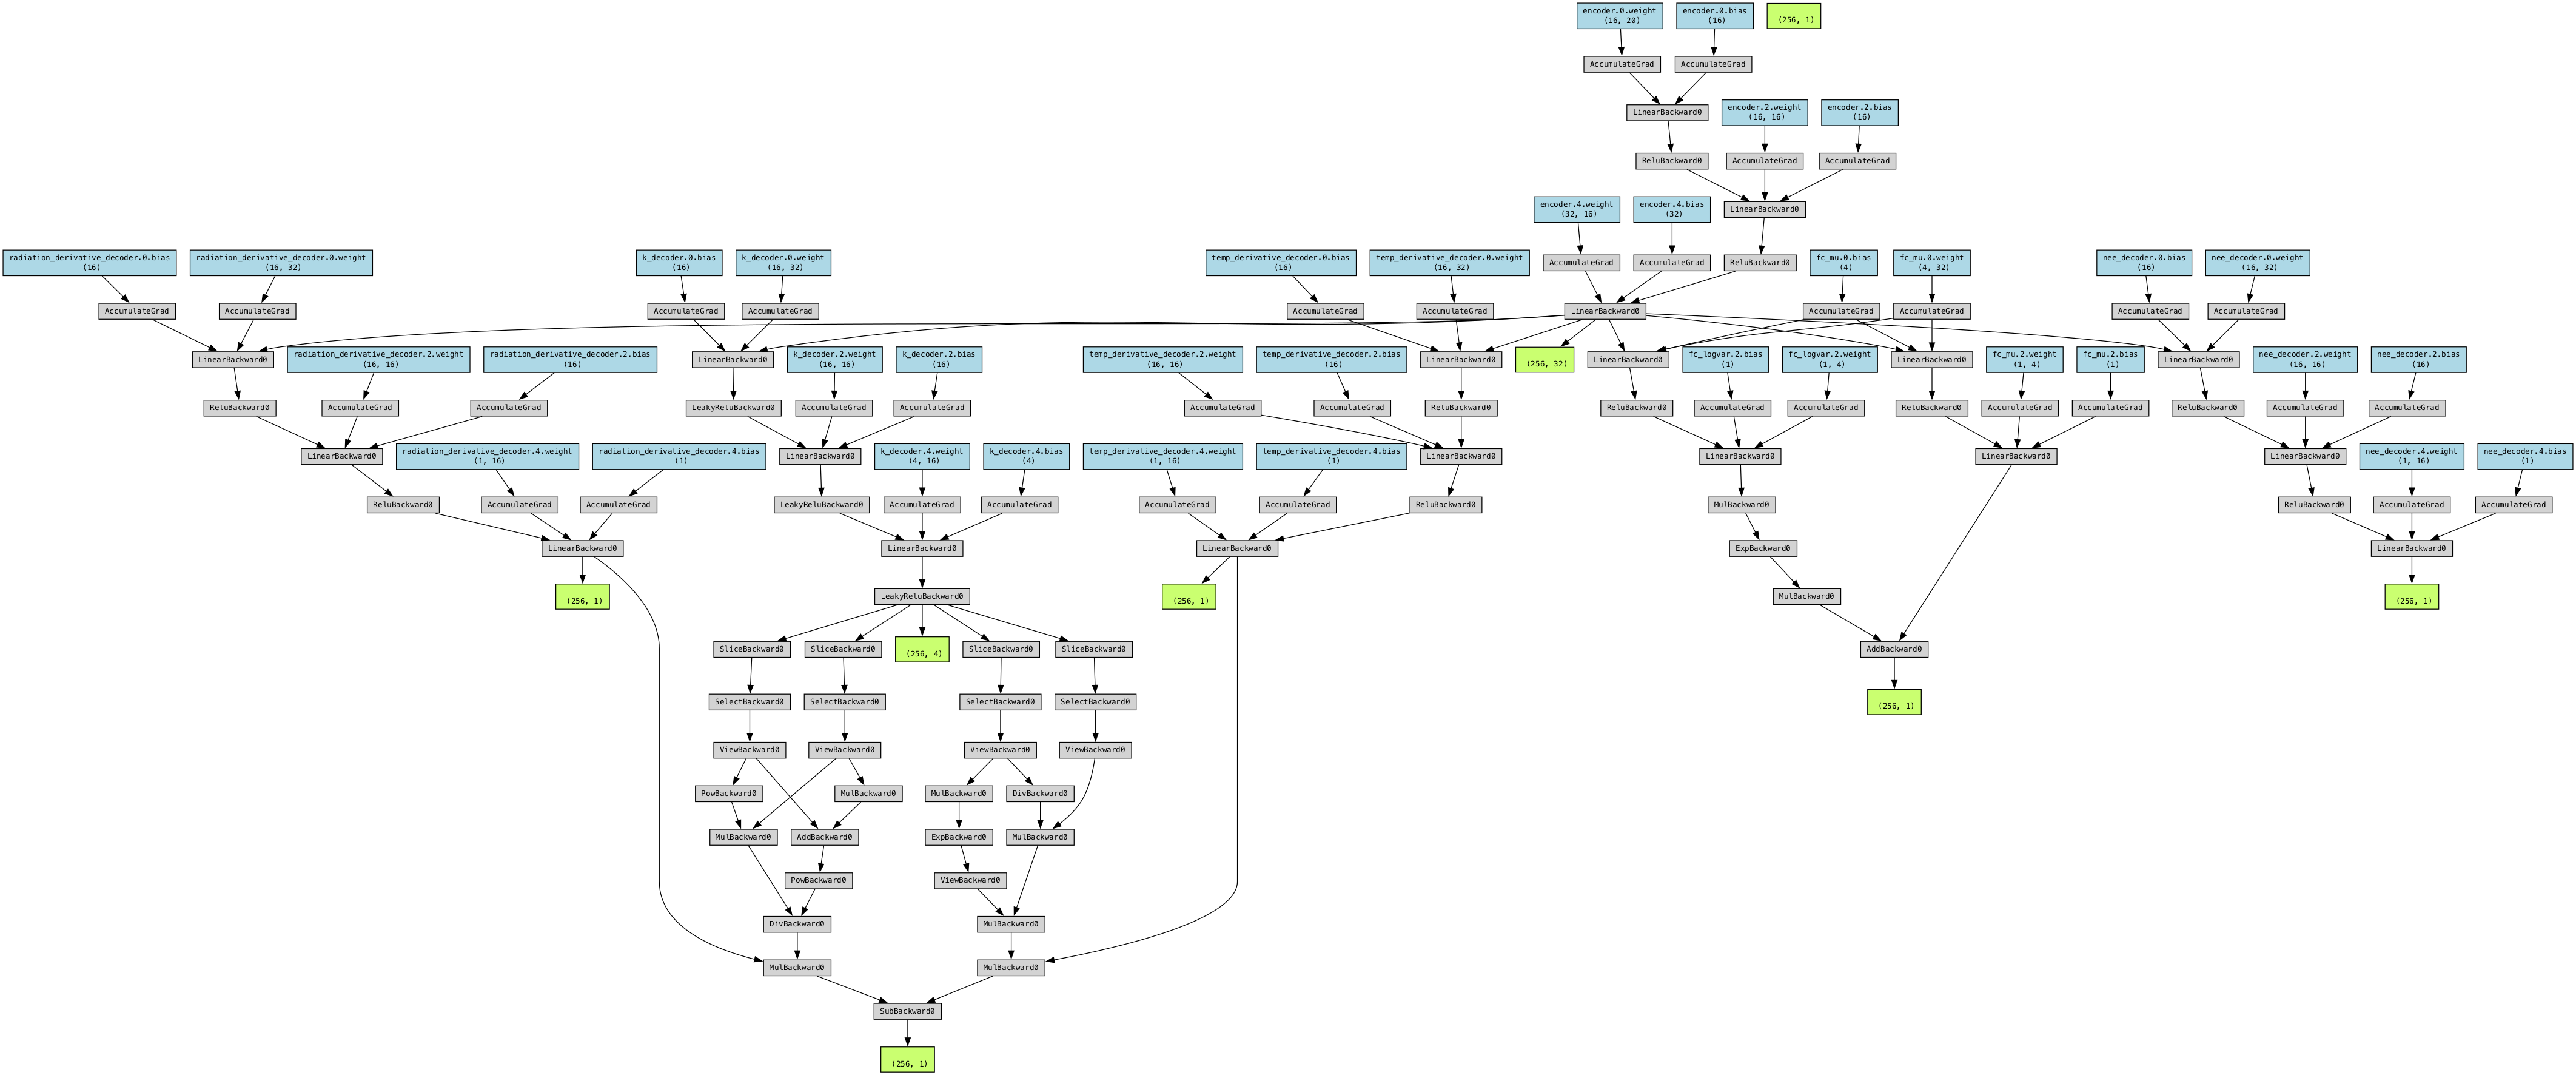 encoder.0.weight
(16, 20)
encoder.0.bias
(16)
(256, 1)
AccumulateGrad
AccumulateGrad
LinearBackward0
encoder.2.weight
(16, 16)
encoder.2.bias
(16)
ReluBackward0
AccumulateGrad
AccumulateGrad
encoder.4.weight
(32, 16)
encoder.4.bias
(32)
LinearBackward0
radiation_derivative_decoder.0.bias
(16)
radiation_derivative_decoder.0.weight
(16, 32)
k_decoder.0.bias
(16)
k_decoder.0.weight
(16, 32)
temp_derivative_decoder.0.bias
(16)
temp_derivative_decoder.0.weight
(16, 32)
AccumulateGrad
AccumulateGrad
ReluBackward0
fc_mu.0.bias
(4)
fc_mu.0.weight
(4, 32)
nee_decoder.0.bias
(16)
nee_decoder.0.weight
(16, 32)
AccumulateGrad
AccumulateGrad
AccumulateGrad
AccumulateGrad
AccumulateGrad
AccumulateGrad
LinearBackward0
AccumulateGrad
AccumulateGrad
AccumulateGrad
AccumulateGrad
LinearBackward0
radiation_derivative_decoder.2.weight
(16, 16)
radiation_derivative_decoder.2.bias
(16)
LinearBackward0
k_decoder.2.weight
(16, 16)
k_decoder.2.bias
(16)
temp_derivative_decoder.2.weight
(16, 16)
temp_derivative_decoder.2.bias
(16)
LinearBackward0
(256, 32)
LinearBackward0
fc_logvar.2.bias
(1)
fc_logvar.2.weight
(1, 4)
LinearBackward0
fc_mu.2.weight
(1, 4)
fc_mu.2.bias
(1)
LinearBackward0
nee_decoder.2.weight
(16, 16)
nee_decoder.2.bias
(16)
ReluBackward0
AccumulateGrad
AccumulateGrad
LeakyReluBackward0
AccumulateGrad
AccumulateGrad
AccumulateGrad
AccumulateGrad
ReluBackward0
ReluBackward0
AccumulateGrad
AccumulateGrad
ReluBackward0
AccumulateGrad
AccumulateGrad
ReluBackward0
AccumulateGrad
AccumulateGrad
LinearBackward0
radiation_derivative_decoder.4.weight
(1, 16)
radiation_derivative_decoder.4.bias
(1)
LinearBackward0
k_decoder.4.weight
(4, 16)
k_decoder.4.bias
(4)
temp_derivative_decoder.4.weight
(1, 16)
temp_derivative_decoder.4.bias
(1)
LinearBackward0
LinearBackward0
LinearBackward0
LinearBackward0
nee_decoder.4.weight
(1, 16)
nee_decoder.4.bias
(1)
ReluBackward0
AccumulateGrad
AccumulateGrad
LeakyReluBackward0
AccumulateGrad
AccumulateGrad
AccumulateGrad
AccumulateGrad
ReluBackward0
MulBackward0
ReluBackward0
AccumulateGrad
AccumulateGrad
LinearBackward0
LinearBackward0
LinearBackward0
ExpBackward0
LinearBackward0
(256, 1)
LeakyReluBackward0
(256, 1)
MulBackward0
(256, 1)
SliceBackward0
SliceBackward0
(256, 4)
SliceBackward0
SliceBackward0
AddBackward0
SelectBackward0
SelectBackward0
SelectBackward0
SelectBackward0
(256, 1)
ViewBackward0
ViewBackward0
ViewBackward0
ViewBackward0
PowBackward0
MulBackward0
MulBackward0
DivBackward0
MulBackward0
AddBackward0
ExpBackward0
MulBackward0
PowBackward0
ViewBackward0
DivBackward0
MulBackward0
MulBackward0
MulBackward0
SubBackward0
(256, 1)